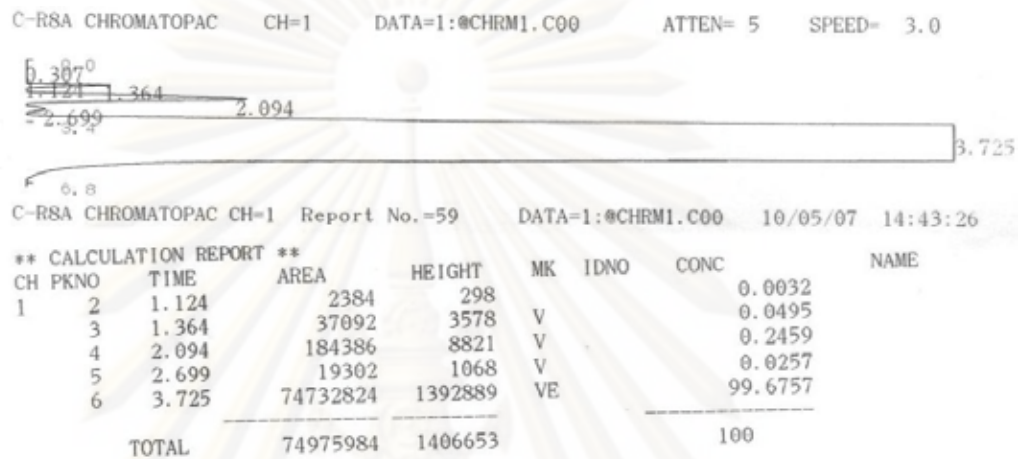 C-R8A CHROMATOPAC CH=1 DATA=1:@CHRM1.C00 ATTEN= 5 SPEED= 3.0
0.0
0.307
1.124 1.364
2.094
2.699
3.4
3.725
6.8
C-R8A CHROMATOPAC CH=1 Report No.=59 DATA=1:@CHRM1.C00 10/05/07 14:43:26
** CALCULATION REPORT **
CH PKNO TIME AREA HEIGHT MK IDNO CONC NAME
1 2 1.124 2384 298 0.0032
3 1.364 37092 3578 V 0.0495
4 2.094 184386 8821 V 0.2459
5 2.699 19302 1068 V 0.0257
6 3.725 74732824 1392889 VE 99.6757
TOTAL 74975984 1406653 100